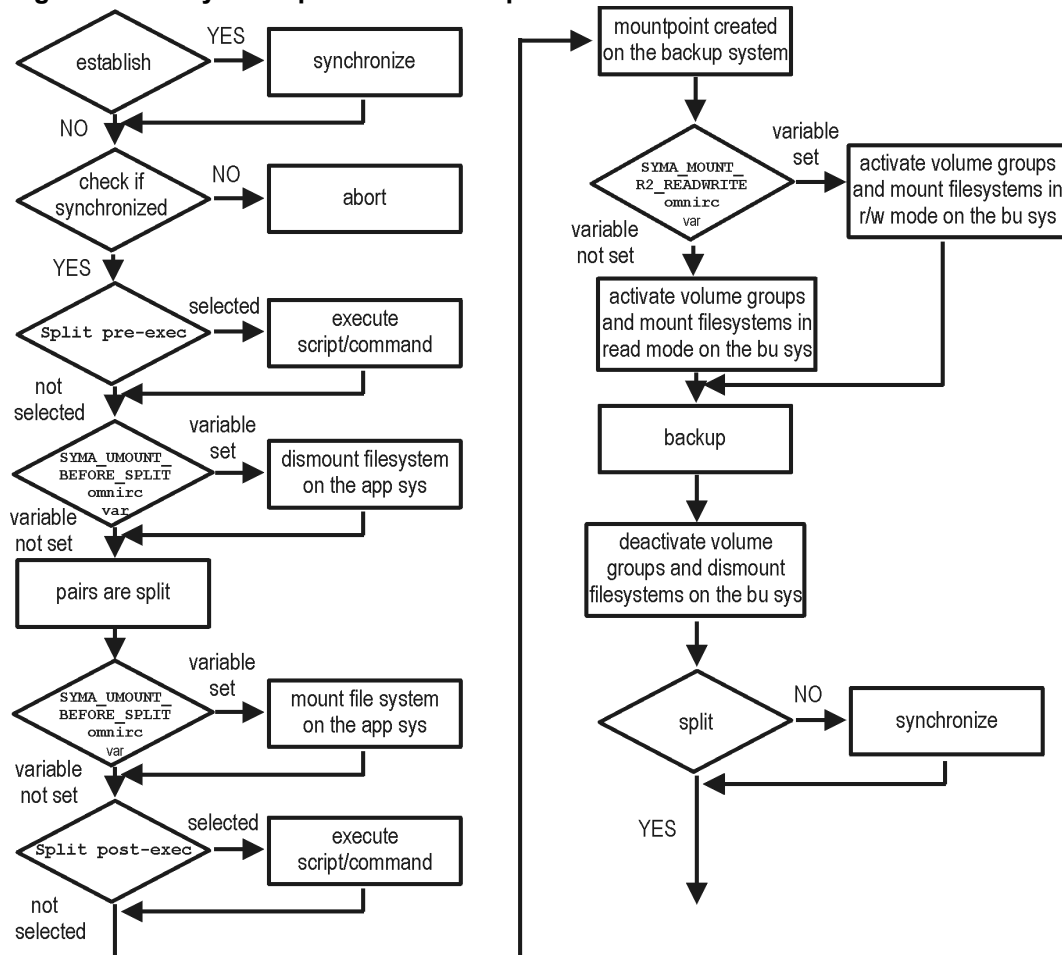 establish
YES
synchronize
NO
check if
synchronized
NO
abort
YES
Split pre-exec
selected
execute
script/command
not
selected
SYMA_UMOUNT_
BEFORE_SPLIT
omnirc
var
variable
set
dismount filesystem
on the app sys
variable
not set
pairs are split
SYMA_UMOUNT_
BEFORE_SPLIT
omnirc
var
variable
set
mount file system
on the app sys
variable
not set
Split post-exec
selected
execute
script/command
not
selected
mountpoint created
on the backup system
SYMA_MOUNT_
R2_READWRITE
omnirc
var
variable
set
activate volume groups
and mount filesystems in
r/w mode on the bu sys
variable
not set
activate volume groups
and mount filesystems in
read mode on the bu sys
backup
deactivate volume
groups and dismount
filesystems on the bu sys
split
NO
synchronize
YES